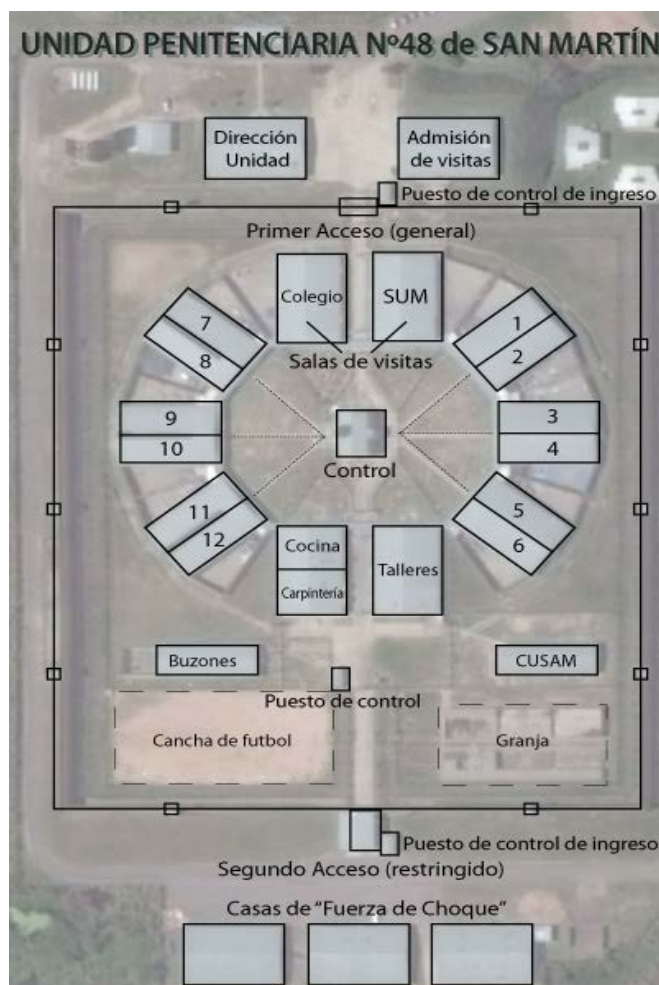 UNIDAD PENITENCIARIA Nº48 de SAN MARTÍN
Dirección
Unidad
Admisión
de visitas
Puesto de control de ingreso
Primer Acceso (general)
Colegio
SUM
Salas de visitas
7
8
1
2
9
10
3
4
Control
11
12
5
6
Cocina
Carpintería
Talleres
Buzones
CUSAM
Puesto de control
Cancha de futbol
Granja
Puesto de control de ingreso
Segundo Acceso (restringido)
Casas de "Fuerza de Choque"